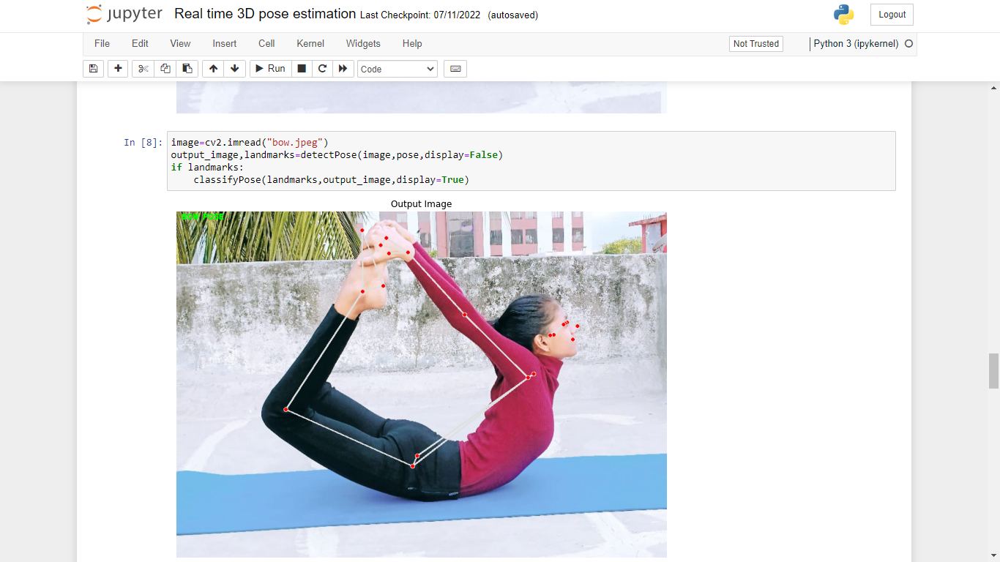 jupyter Real time 3D pose estimation Last Checkpoint: 07/11/2022 (autosaved) Logout
File Edit View Insert Cell Kernel Widgets Help Not Trusted Python 3 (ipykernel)
Run Code
In [8]: image=cv2.imread("bow.jpeg")
output_image,landmarks=detectPose(image,pose,display=False)
if landmarks:
    classifyPose(landmarks,output_image,display=True)
Output Image
BOW POSE